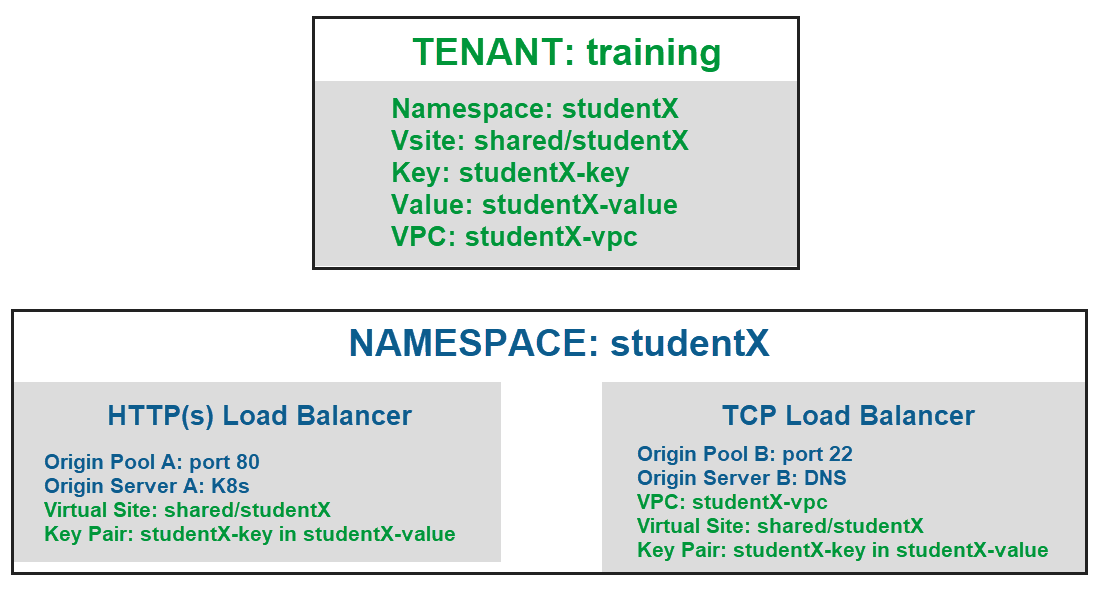 TENANT: training
Namespace: studentX
Vsite: shared/studentX
Key: studentX-key
Value: studentX-value
VPC: studentX-vpc
NAMESPACE: studentX
HTTP(s) Load Balancer
Origin Pool A: port 80
Origin Server A: K8s
Virtual Site: shared/studentX
Key Pair: studentX-key in studentX-value
TCP Load Balancer
Origin Pool B: port 22
Origin Server B: DNS
VPC: studentX-vpc
Virtual Site: shared/studentX
Key Pair: studentX-key in studentX-value